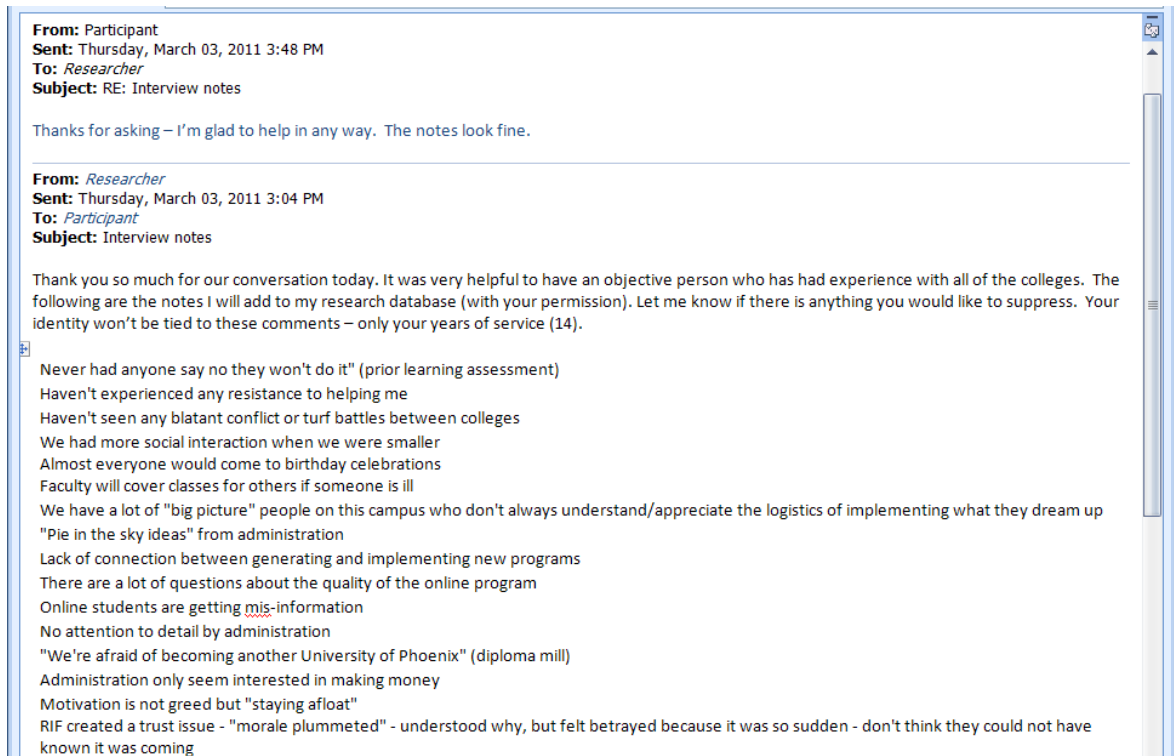 From: Participant
Sent: Thursday, March 03, 2011 3:48 PM
To: Researcher
Subject: RE: Interview notes
Thanks for asking – I'm glad to help in any way.  The notes look fine.
From: Researcher
Sent: Thursday, March 03, 2011 3:04 PM
To: Participant
Subject: Interview notes
Thank you so much for our conversation today. It was very helpful to have an objective person who has had experience with all of the colleges.  The
following are the notes I will add to my research database (with your permission). Let me know if there is anything you would like to suppress.  Your
identity won't be tied to these comments – only your years of service (14).
Never had anyone say no they won't do it" (prior learning assessment)
Haven't experienced any resistance to helping me
Haven't seen any blatant conflict or turf battles between colleges
We had more social interaction when we were smaller
Almost everyone would come to birthday celebrations
Faculty will cover classes for others if someone is ill
We have a lot of "big picture" people on this campus who don't always understand/appreciate the logistics of implementing what they dream up
"Pie in the sky ideas" from administration
Lack of connection between generating and implementing new programs
There are a lot of questions about the quality of the online program
Online students are getting mis-information
No attention to detail by administration
"We're afraid of becoming another University of Phoenix" (diploma mill)
Administration only seem interested in making money
Motivation is not greed but "staying afloat"
RIF created a trust issue - "morale plummeted" - understood why, but felt betrayed because it was so sudden - don't think they could not have
known it was coming